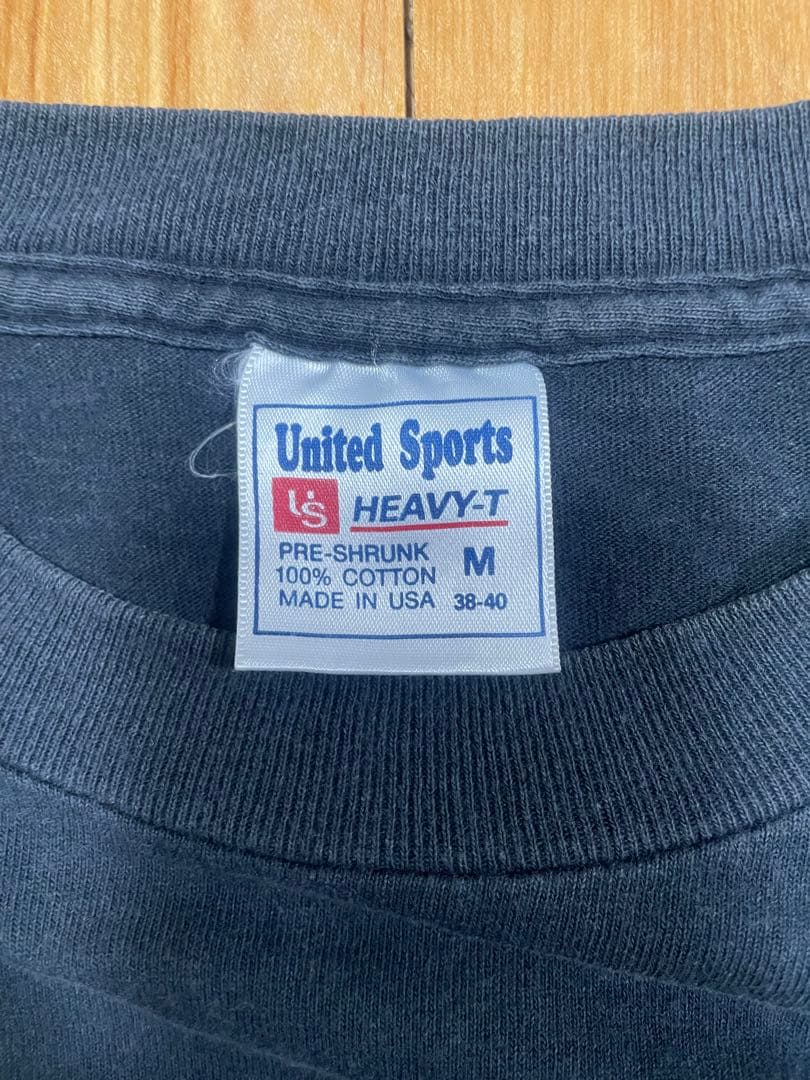 United Sports
US HEAVY-T
PRE-SHRUNK
100% COTTON M
MADE IN USA 38-40